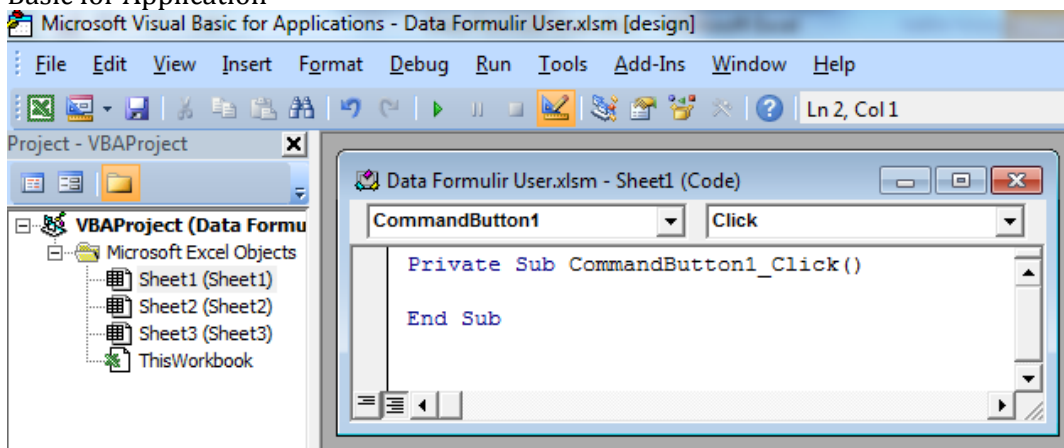 Basic for Application
Microsoft Visual Basic for Applications - Data Formulir User.xlsm [design]
File Edit View Insert Format Debug Run Tools Add-Ins Window Help
Ln 2, Col 1
Project - VBAProject
VBAProject (Data Formu
Microsoft Excel Objects
Sheet1 (Sheet1)
Sheet2 (Sheet2)
Sheet3 (Sheet3)
ThisWorkbook
Data Formulir User.xlsm - Sheet1 (Code)
CommandButton1 Click
Private Sub CommandButton1_Click()
End Sub